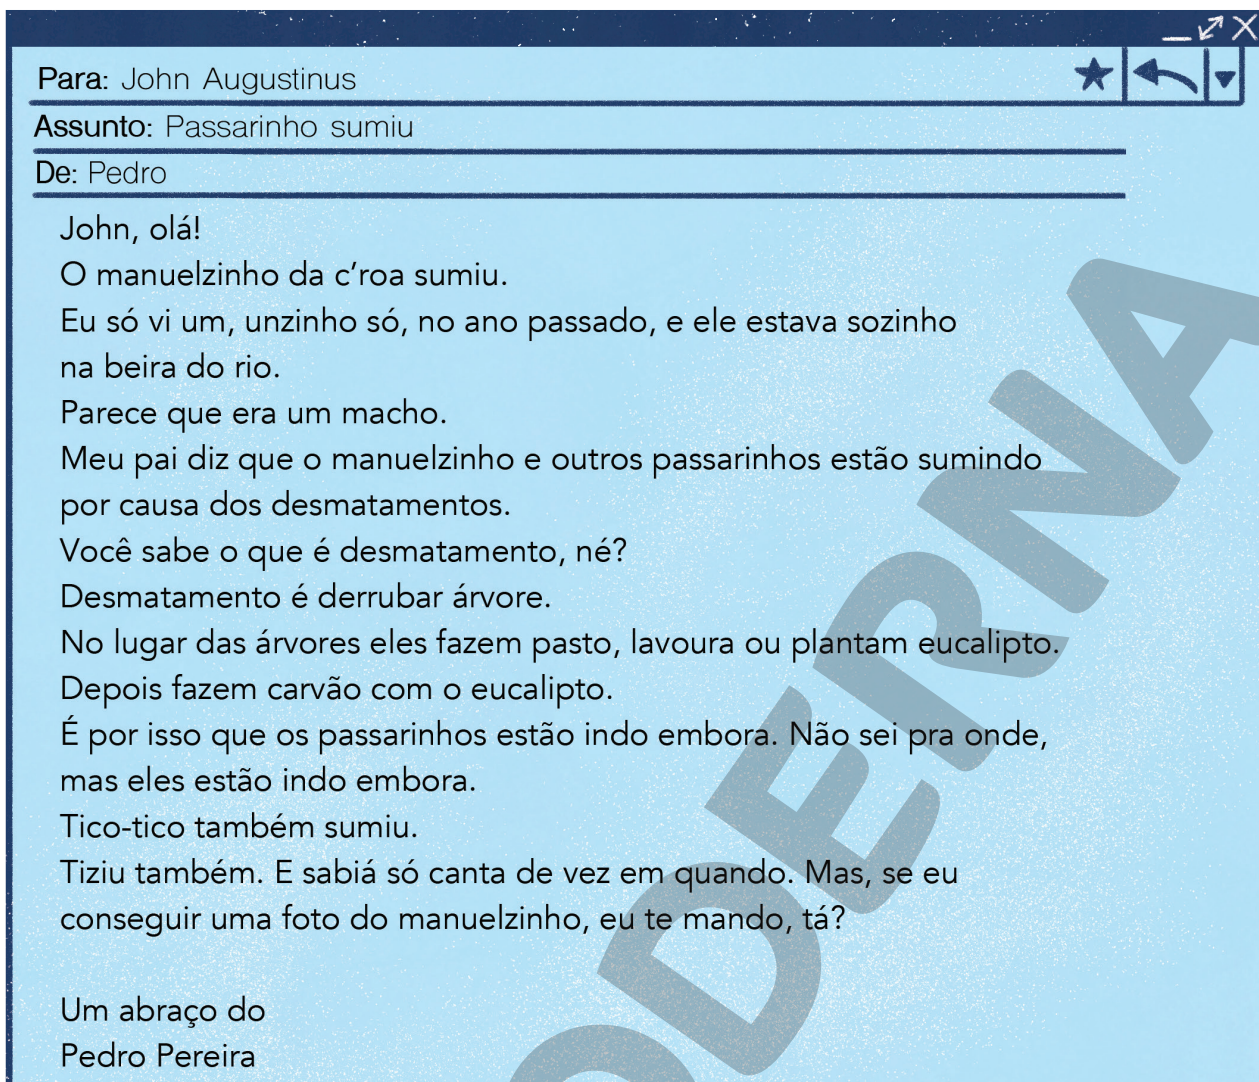 Para: John Augustinus
Assunto: Passarinho sumiu
De: Pedro
John, olá!
O manuelzinho da c’roa sumiu.
Eu só vi um, unzinho só, no ano passado, e ele estava sozinho
na beira do rio.
Parece que era um macho.
Meu pai diz que o manuelzinho e outros passarinhos estão sumindo
por causa dos desmatamentos.
Você sabe o que é desmatamento, né?
Desmatamento é derrubar árvore.
No lugar das árvores eles fazem pasto, lavoura ou plantam eucalipto.
Depois fazem carvão com o eucalipto.
É por isso que os passarinhos estão indo embora. Não sei pra onde,
mas eles estão indo embora.
Tico-tico também sumiu.
Tiziu também. E sabiá só canta de vez em quando. Mas, se eu
conseguir uma foto do manuelzinho, eu te mando, tá?
Um abraço do
Pedro Pereira
ODERNA